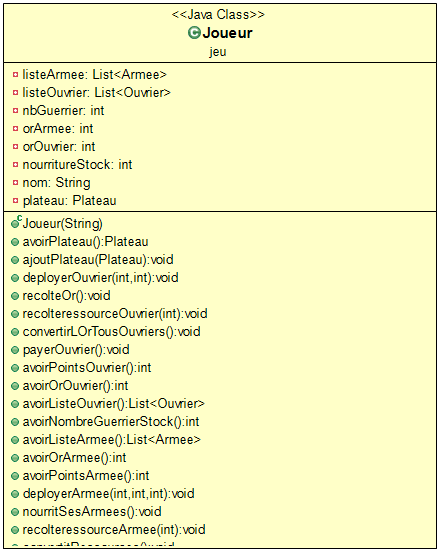 <<Java Class>>
Joueur
jeu
listeArmee: List<Armee>
listeOuvrier: List<Ouvrier>
nbGuerrier: int
orArmee: int
orOuvrier: int
nourritureStock: int
nom: String
plateau: Plateau
Joueur(String)
avoirPlateau():Plateau
ajoutPlateau(Plateau):void
deployerOuvrier(int,int):void
recolteOr():void
recolteressourceOuvrier(int):void
convertirLOrTousOuvriers():void
payerOuvrier():void
avoirPointsOuvrier():int
avoirOrOuvrier():int
avoirListeOuvrier():List<Ouvrier>
avoirNombreGuerrierStock():int
avoirListeArmee():List<Armee>
avoirOrArmee():int
avoirPointsArmee():int
deployerArmee(int,int,int):void
nourritSesArmees():void
recolteressourceArmee(int):void